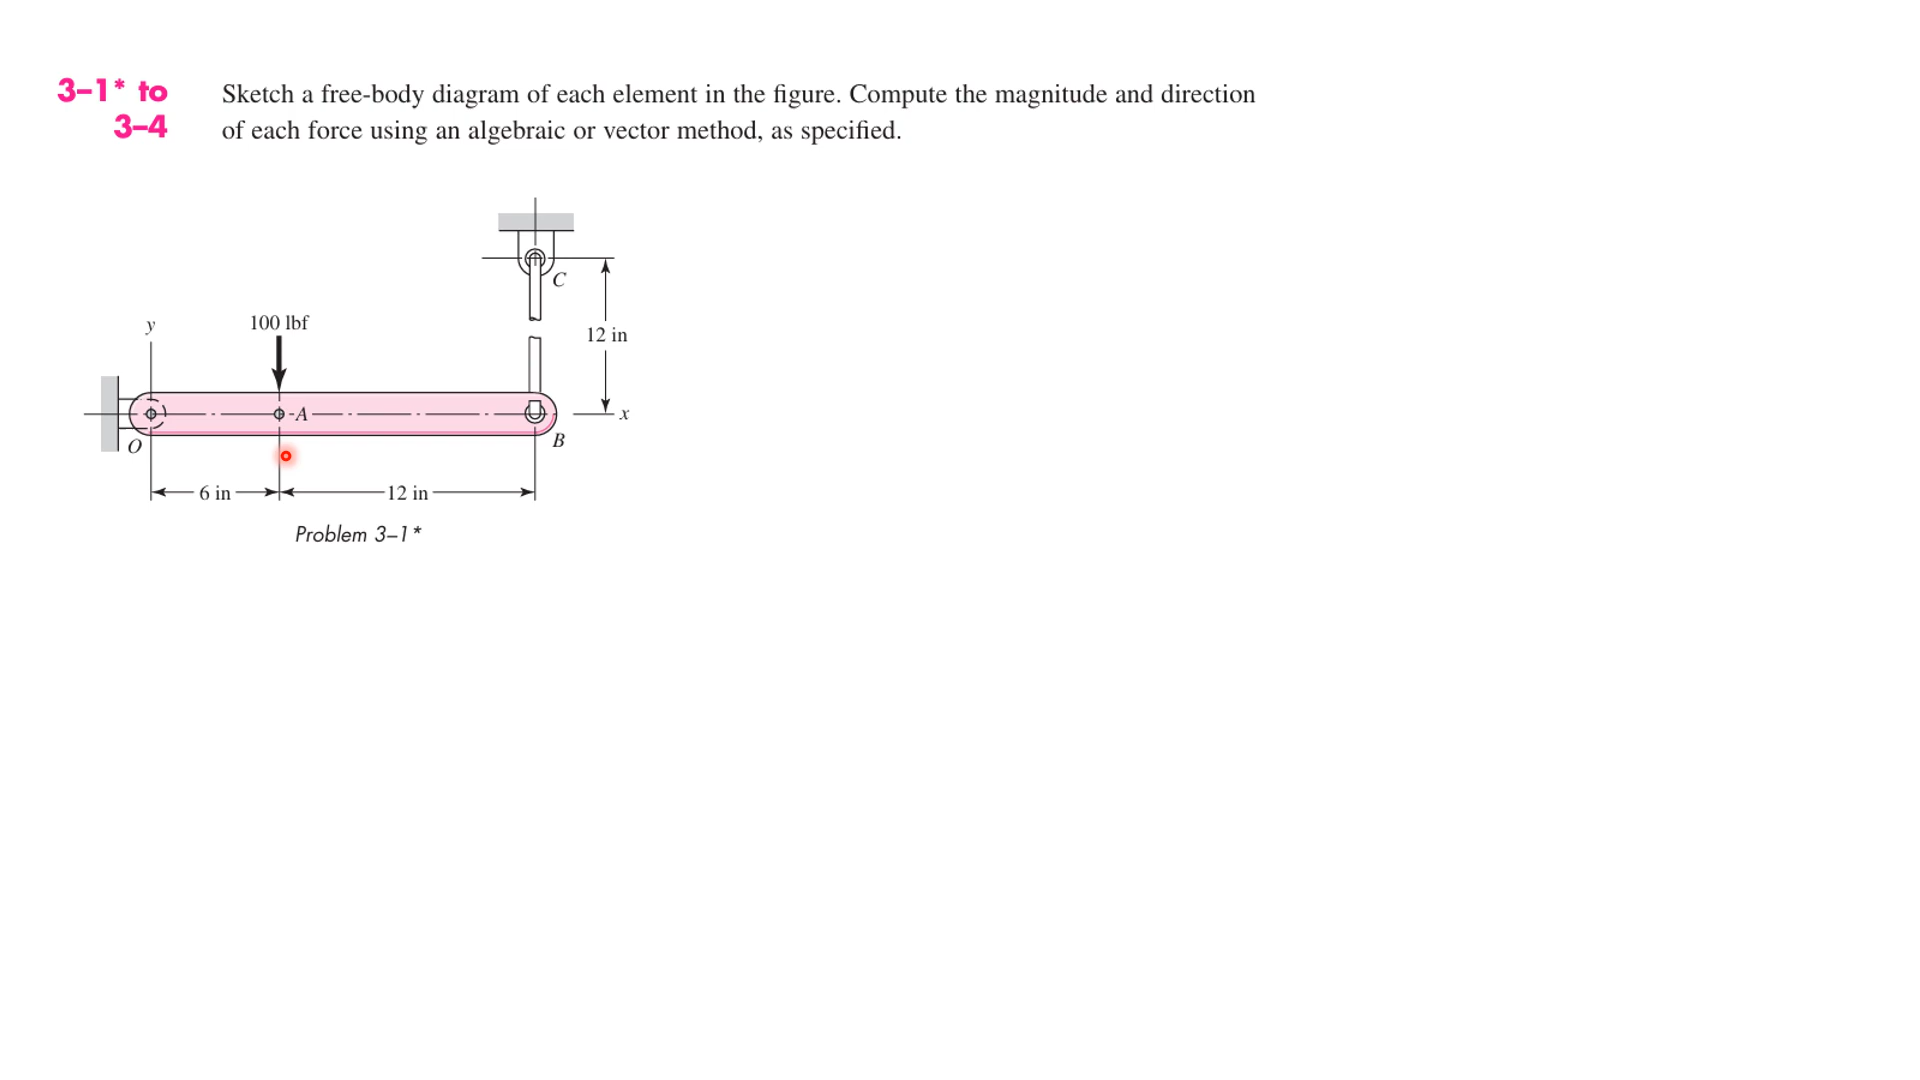 3–1* to
3–4
Sketch a free-body diagram of each element in the figure. Compute the magnitude and direction
of each force using an algebraic or vector method, as specified.
C
y
100 lbf
12 in
A
x
O
B
6 in
12 in
Problem 3–1*